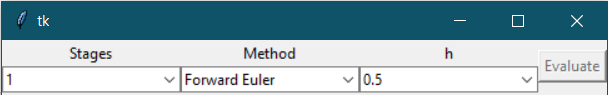 tk
Stages Method h
1 Forward Euler 0.5 Evaluate